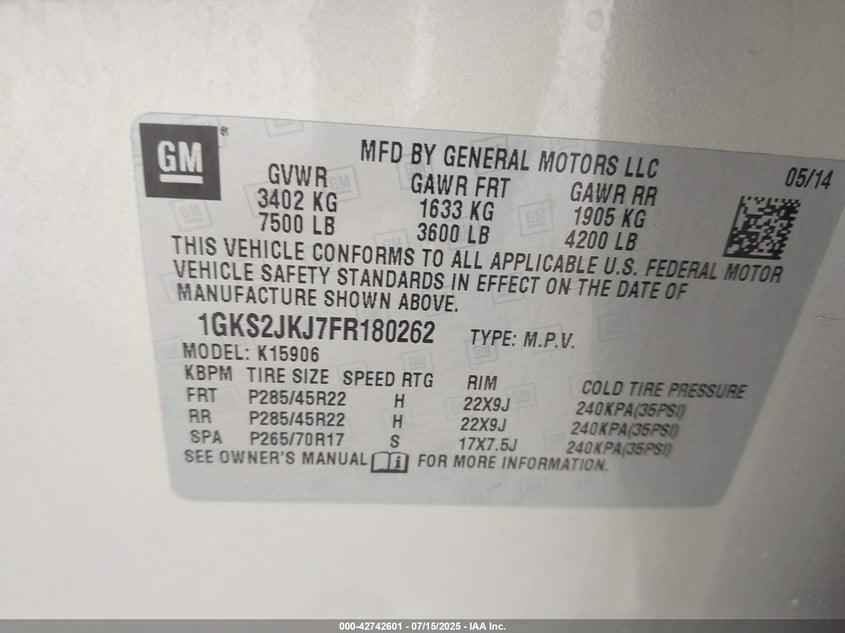 GM
MFD BY GENERAL MOTORS LLC
05/14
GVWR GAWR FRT GAWR RR
3402 KG 1633 KG 1905 KG
7500 LB 3600 LB 4200 LB
THIS VEHICLE CONFORMS TO ALL APPLICABLE U.S. FEDERAL MOTOR
VEHICLE SAFETY STANDARDS IN EFFECT ON THE DATE OF
MANUFACTURE SHOWN ABOVE.
1GKS2JKJ7FR180262 TYPE: M.P.V.
MODEL: K15906
KBPM TIRE SIZE SPEED RTG RIM COLD TIRE PRESSURE
FRT P285/45R22 H 22X9J 240KPA(35PSI)
RR P285/45R22 H 22X9J 240KPA(35PSI)
SPA P265/70R17 S 17X7.5J 240KPA(35PSI)
SEE OWNER'S MANUAL FOR MORE INFORMATION.
000-42742601 - 07/15/2025 - IAA Inc.